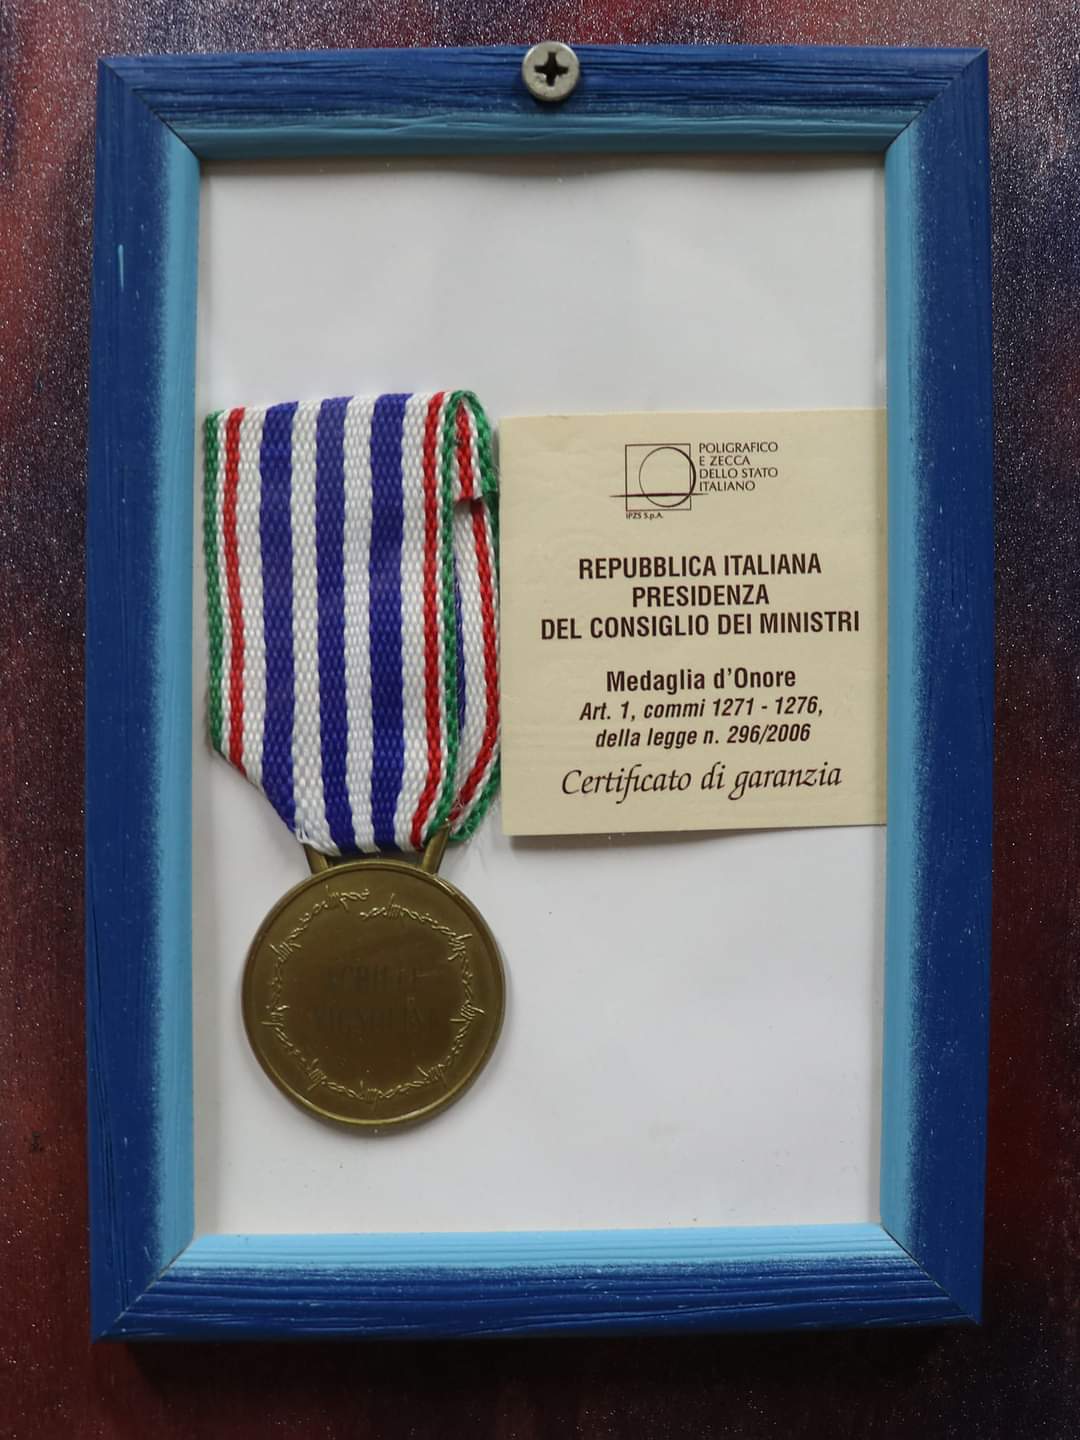 POLIGRAFICO
E ZECCA
DELLO STATO
ITALIANO
IPZS S.p.A.
REPUBBLICA ITALIANA
PRESIDENZA
DEL CONSIGLIO DEI MINISTRI
Medaglia d'Onore
Art. 1, commi 1271 - 1276,
della legge n. 296/2006
Certificato di garanzia
ACHILLE